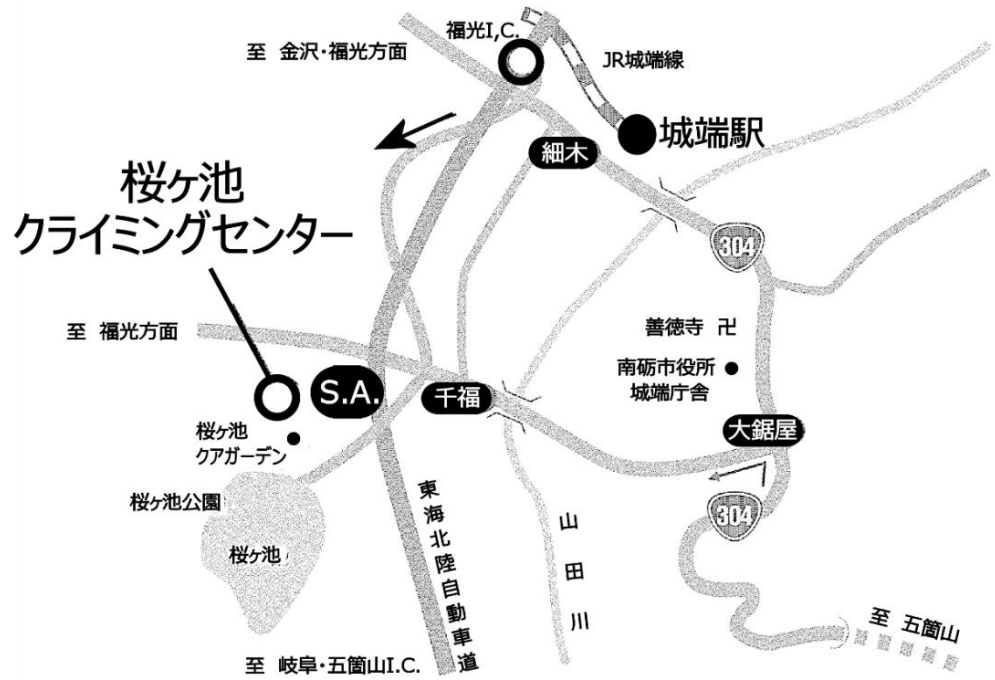 福光I,C.
至 金沢・福光方面
JR城端線
城端駅
細木
桜ヶ池
クライミングセンター
304
至 福光方面
善徳寺 卍
南砺市役所
城端庁舎
S.A.
千福
大鋸屋
桜ヶ池
クアガーデン
桜ヶ池公園
桜ヶ池
304
東海北陸自動車道
山田川
至 五箇山
至 岐阜・五箇山I.C.